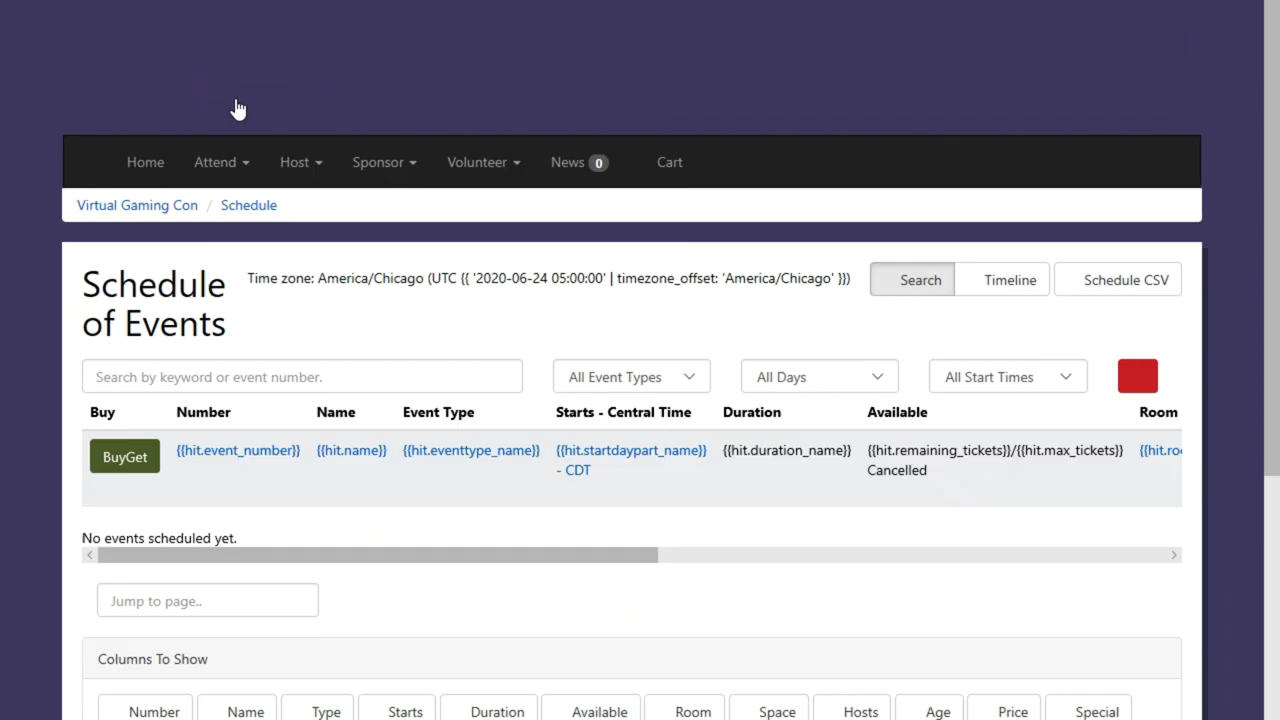 Home Attend Host Sponsor Volunteer News 0 Cart
Virtual Gaming Con / Schedule
Schedule of Events
Time zone: America/Chicago (UTC {{ '2020-06-24 05:00:00' | timezone_offset: 'America/Chicago' }})
Search Timeline Schedule CSV
Search by keyword or event number. All Event Types All Days All Start Times
Buy Number Name Event Type Starts - Central Time Duration Available Room
BuyGet {{hit.event_number}} {{hit.name}} {{hit.eventtype_name}} {{hit.startdaypart_name}} {{hit.duration_name}} {{hit.remaining_tickets}}/{{hit.max_tickets}} {{hit.ro
- CDT Cancelled
No events scheduled yet.
Jump to page..
Columns To Show
Number Name Type Starts Duration Available Room Space Hosts Age Price Special